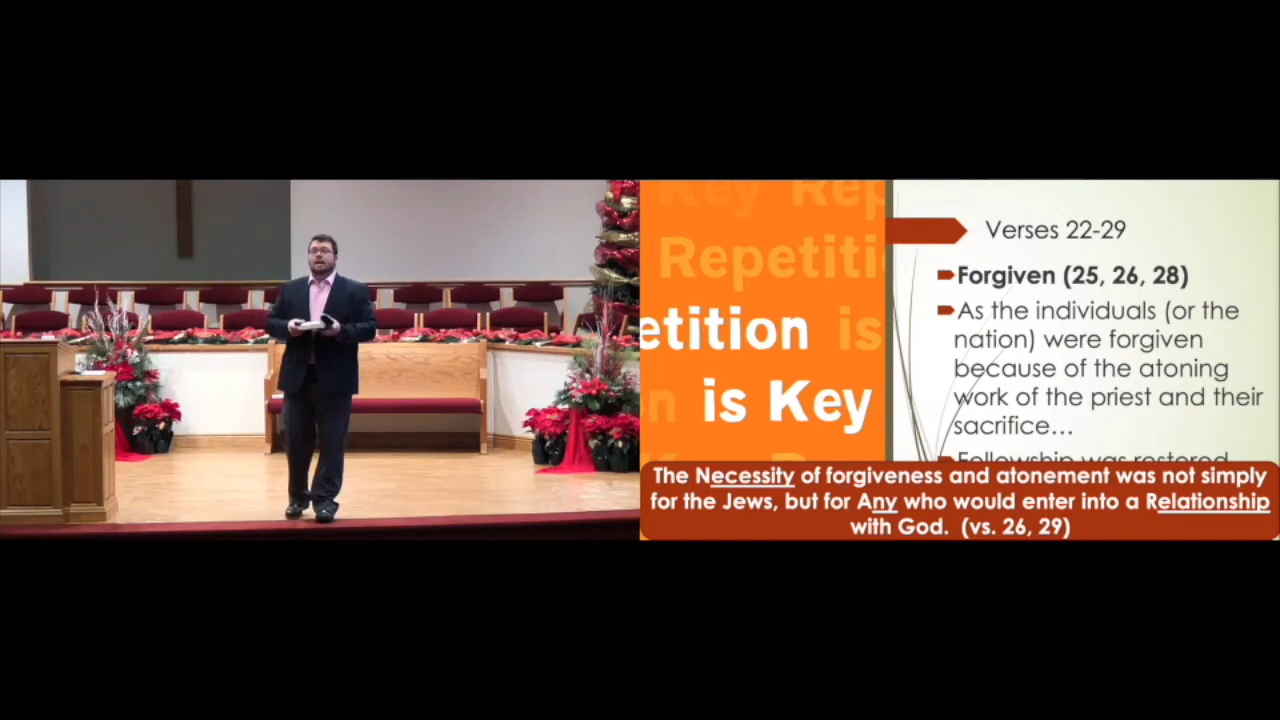 Key Rep
Repetiti
etition is
n is Key
Verses 22-29
Forgiven (25, 26, 28)
As the individuals (or the
nation) were forgiven
because of the atoning
work of the priest and their
sacrifice…
Fellowship was restored
The Necessity of forgiveness and atonement was not simply
for the Jews, but for Any who would enter into a Relationship
with God. (vs. 26, 29)